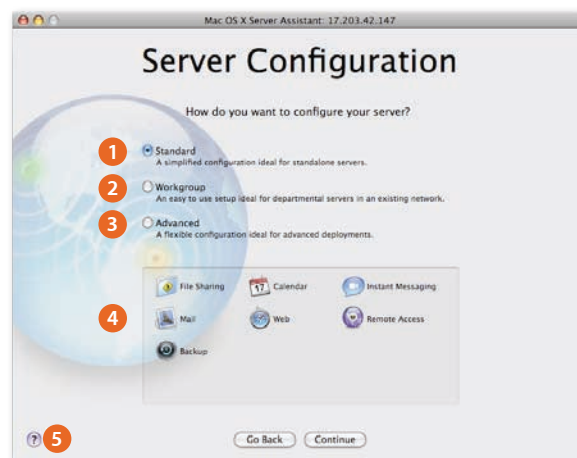 Mac OS X Server Assistant: 17.203.42.147
Server Configuration
How do you want to configure your server?
1 Standard
A simplified configuration ideal for standalone servers.
2 Workgroup
An easy to use setup ideal for departmental servers in an existing network.
3 Advanced
A flexible configuration ideal for advanced deployments.
File Sharing 17 Calendar Instant Messaging
4 Mail Web Remote Access
Backup
? 5 Go Back Continue